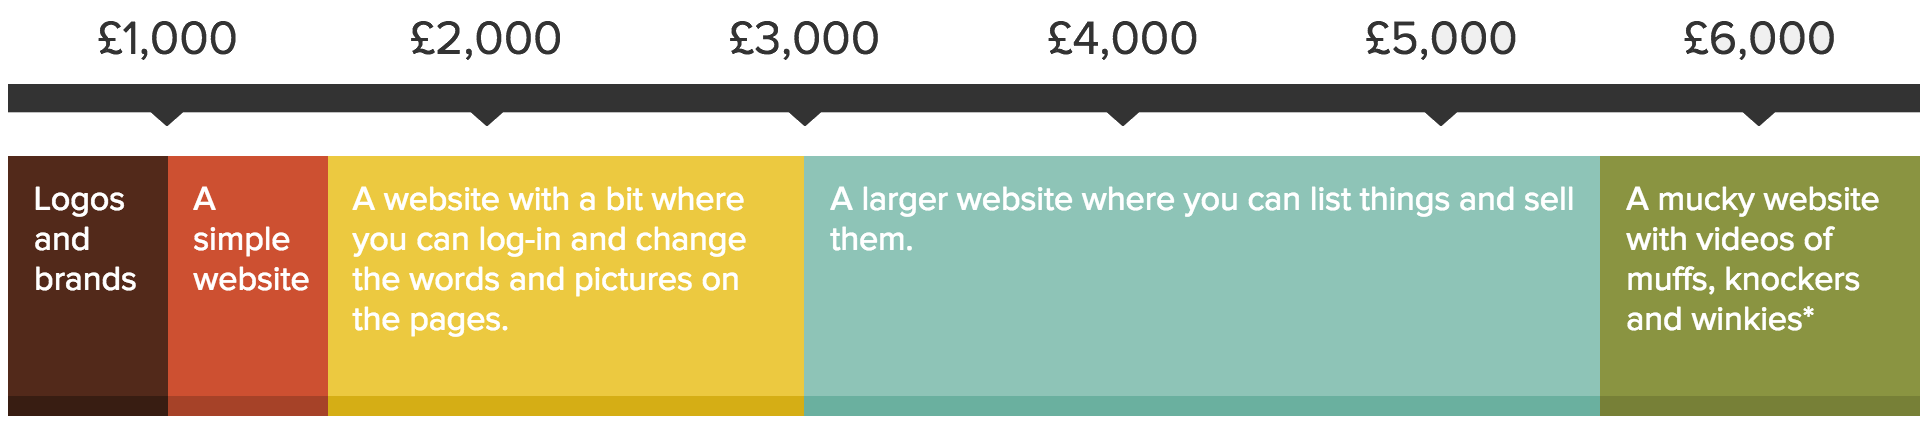 £1,000 £2,000 £3,000 £4,000 £5,000 £6,000
Logos
and
brands
A
simple
website
A website with a bit where
you can log-in and change
the words and pictures on
the pages.
A larger website where you can list things and sell
them.
A mucky website
with videos of
muffs, knockers
and winkies*